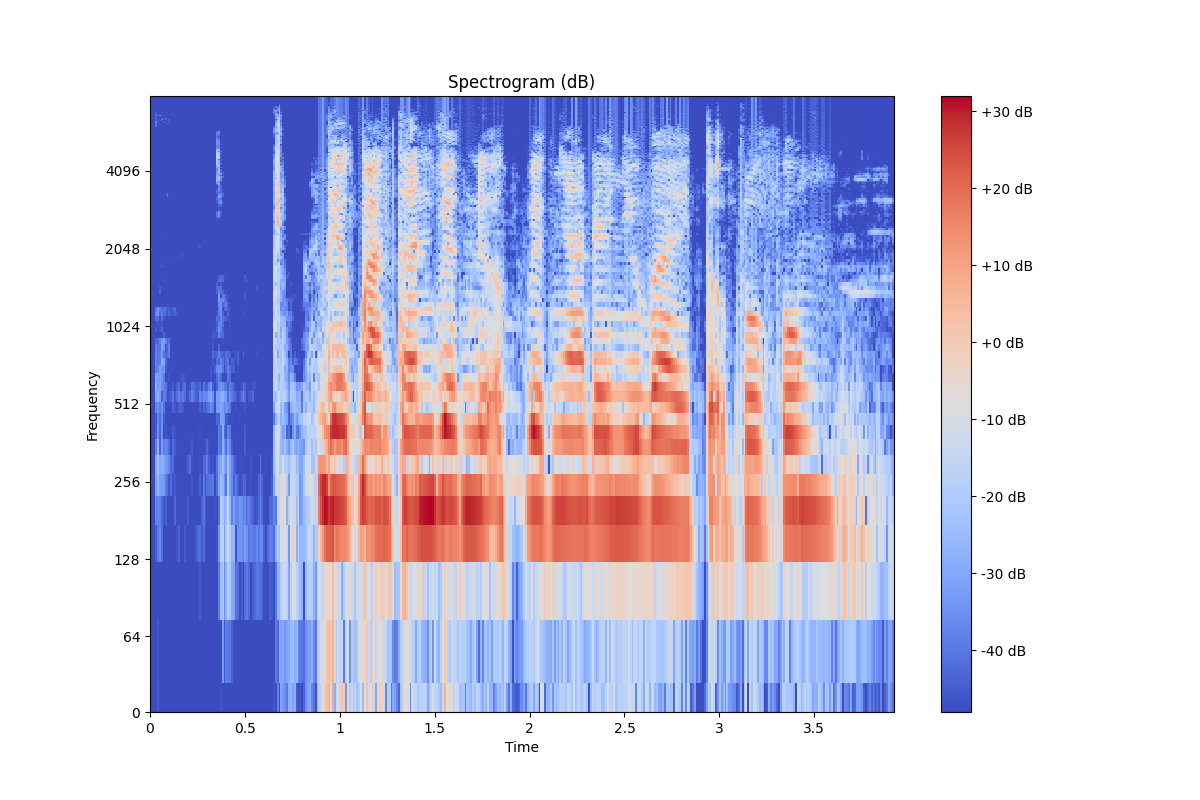 Spectrogram (dB)
Frequency
4096
2048
1024
512
256
128
64
0
0 0.5 1 1.5 2 2.5 3 3.5
Time
+30 dB
+20 dB
+10 dB
+0 dB
-10 dB
-20 dB
-30 dB
-40 dB